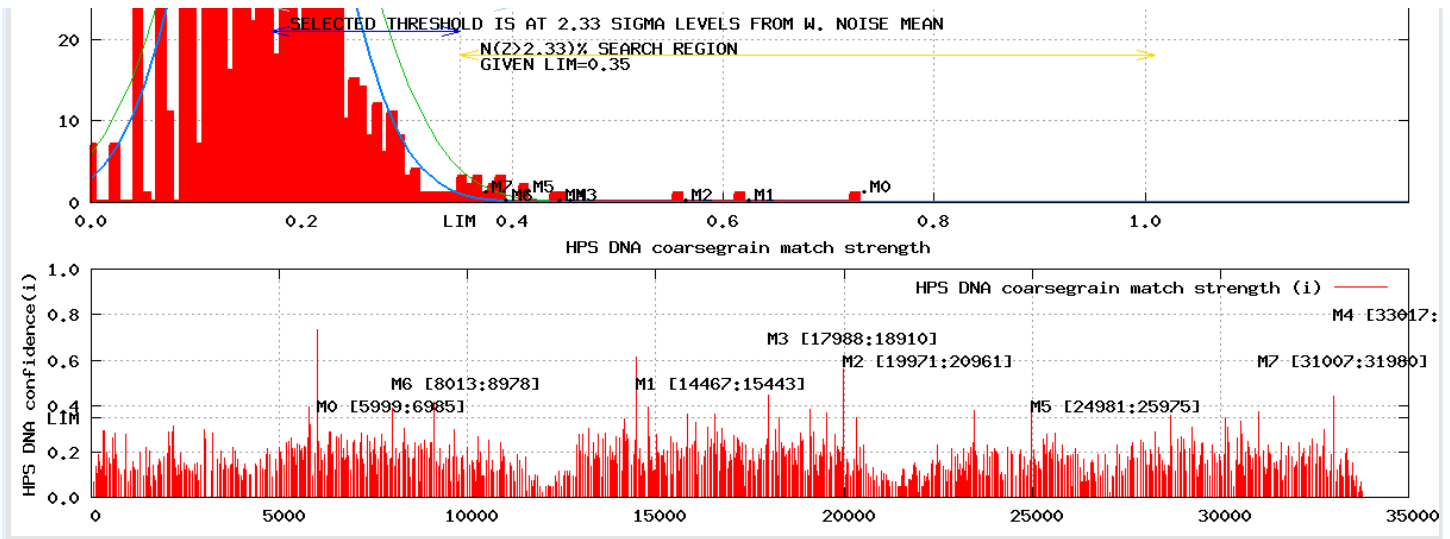 SELECTED THRESHOLD IS AT 2.33 SIGMA LEVELS FROM W. NOISE MEAN
20
N(Z>2.33)% SEARCH REGION
GIVEN LIM=0.35
10
.M7 .M5 .M0
.M6 .M3 .M2 .M1
0
0.0 0.2 LIM 0.4 0.6 0.8 1.0
HPS DNA coarsegrain match strength
1.0
HPS DNA coarsegrain match strength (i)
0.8
M4 [33017:
M3 [17988:18910]
0.6
M2 [19971:20961]
M7 [31007:31980]
M6 [8013:8978]
M1 [14467:15443]
0.4
M0 [5999:6985]
M5 [24981:25975]
LIM
0.2
0.0
HPS DNA confidence(i)
0 5000 10000 15000 20000 25000 30000 35000